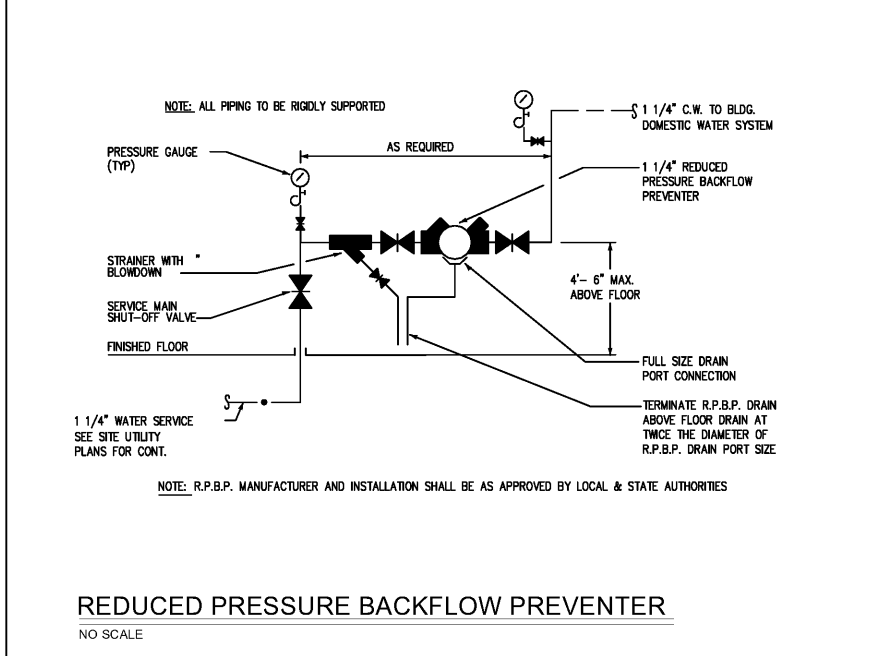 NOTE: ALL PIPING TO BE RIGIDLY SUPPORTED
1 1/4" C.W. TO BLDG.
DOMESTIC WATER SYSTEM
AS REQUIRED
PRESSURE GAUGE
(TYP)
1 1/4" REDUCED
PRESSURE BACKFLOW
PREVENTER
STRAINER WITH "
BLOWDOWN
4'- 6" MAX.
ABOVE FLOOR
SERVICE MAIN
SHUT-OFF VALVE
FINISHED FLOOR
FULL SIZE DRAIN
PORT CONNECTION
TERMINATE R.P.B.P. DRAIN
ABOVE FLOOR DRAIN AT
TWICE THE DIAMETER OF
R.P.B.P. DRAIN PORT SIZE
1 1/4" WATER SERVICE
SEE SITE UTILITY
PLANS FOR CONT.
NOTE: R.P.B.P. MANUFACTURER AND INSTALLATION SHALL BE AS APPROVED BY LOCAL & STATE AUTHORITIES
REDUCED PRESSURE BACKFLOW PREVENTER
NO SCALE